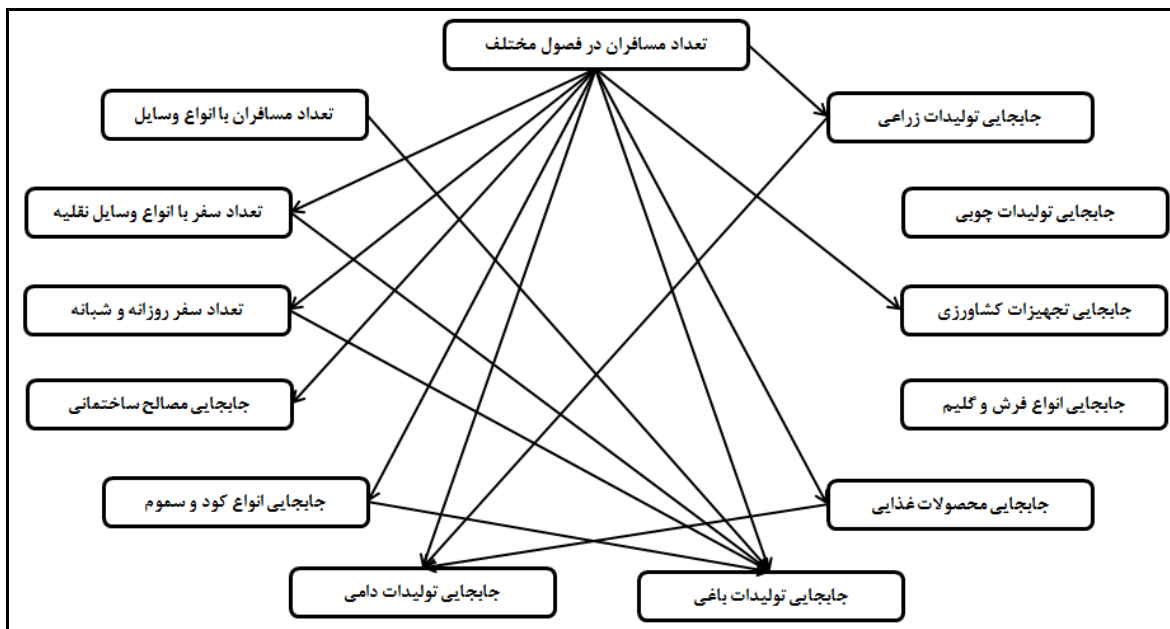 تعداد مسافران در فصول مختلف
تعداد مسافران با انواع وسایل
جابجایی تولیدات زراعی
تعداد سفر با انواع وسایل نقلیه
جابجایی تولیدات چوبی
تعداد سفر روزانه و شبانه
جابجایی تجهیزات کشاورزی
جابجایی مصالح ساختمانی
جابجایی انواع فرش و گلیم
جابجایی انواع کود و سموم
جابجایی محصولات غذایی
جابجایی تولیدات دامی
جابجایی تولیدات باغی